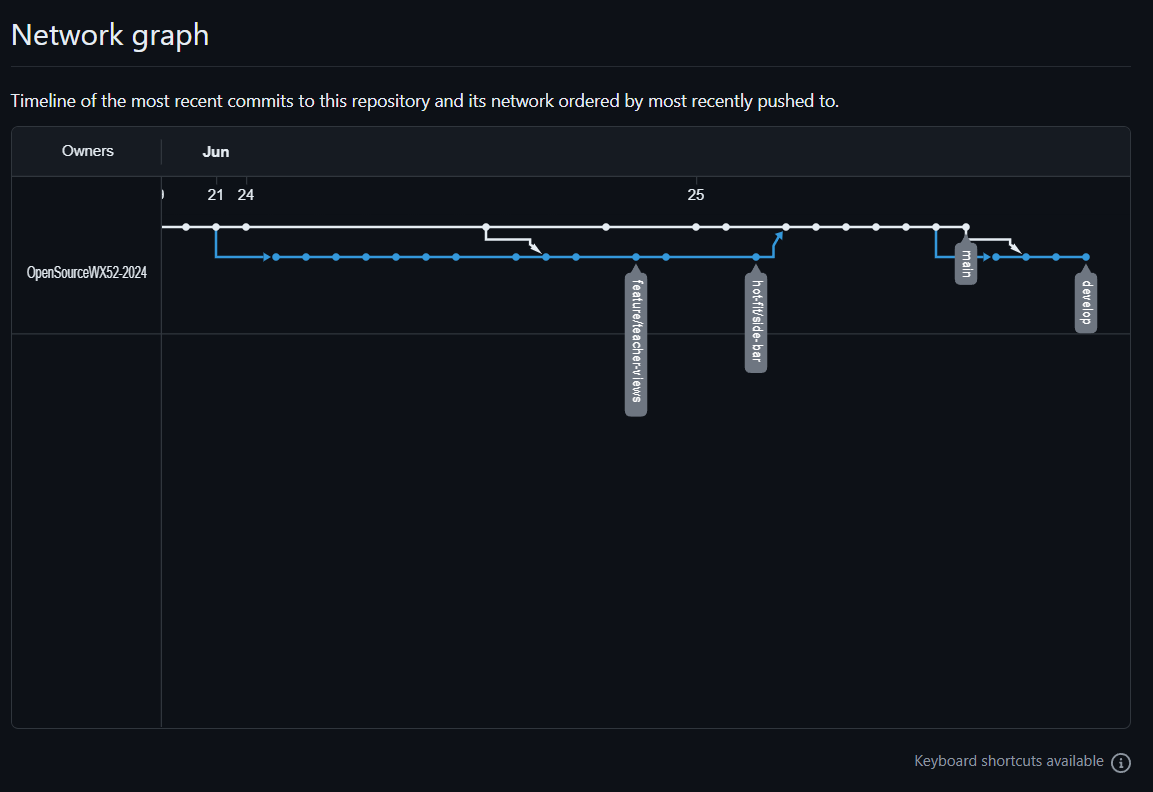 Network graph
Timeline of the most recent commits to this repository and its network ordered by most recently pushed to.
Owners
Jun
21
24
25
OpenSourceWX52-2024
feature/teacher-views
hot-fit/side-bar
main
develop
Keyboard shortcuts available